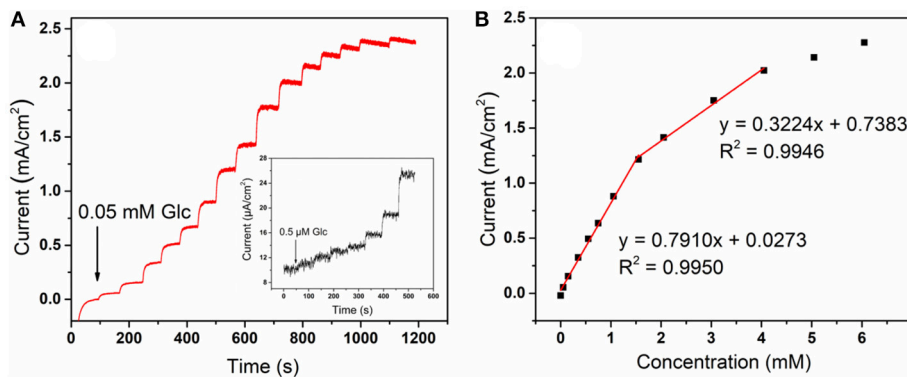 A
Current (mA/cm²)
2.5
2.0
1.5
1.0
0.5
0.0
0.05 mM Glc
0 200 400 600 800 1000 1200
Time (s)
Current (μA/cm²)
28
24
20
16
12
8
0.5 μM Glc
0 100 200 300 400 500 600
Time (s)
B
Current (mA/cm²)
2.5
2.0
1.5
1.0
0.5
0.0
y = 0.3224x + 0.7383
R² = 0.9946
y = 0.7910x + 0.0273
R² = 0.9950
0 1 2 3 4 5 6
Concentration (mM)